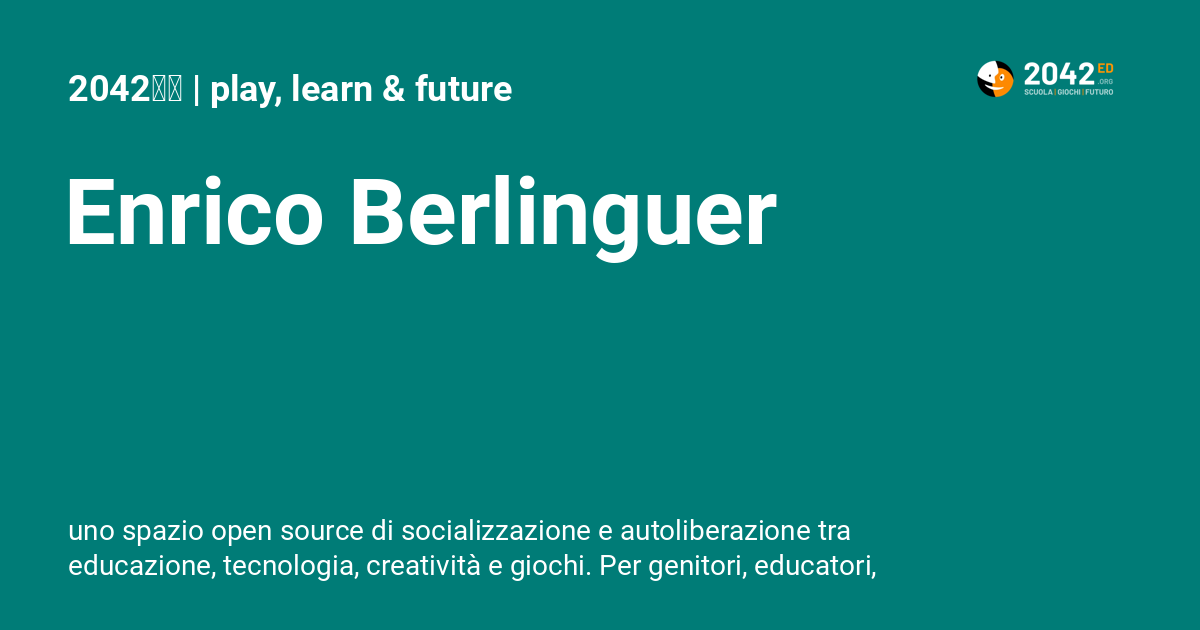 2042 | play, learn & future
2042 ED
.ORG
SCUOLA | GIOCHI | FUTURO
Enrico Berlinguer
uno spazio open source di socializzazione e autoliberazione tra
educazione, tecnologia, creatività e giochi. Per genitori, educatori,